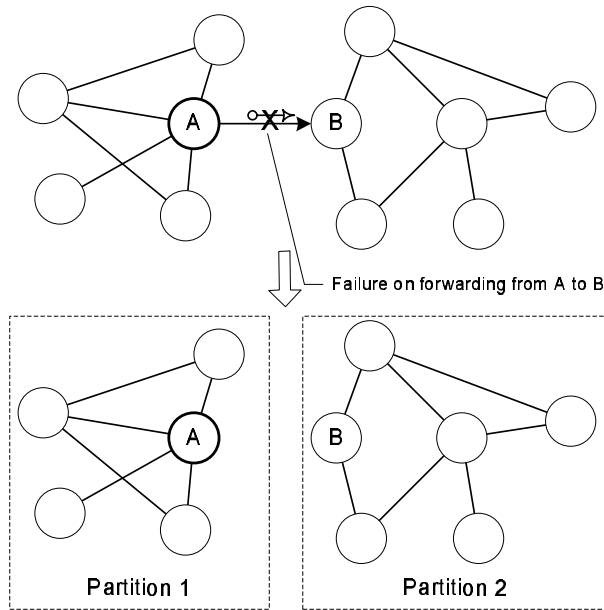 A
B
Failure on forwarding from A to B
A
B
Partition 1
Partition 2